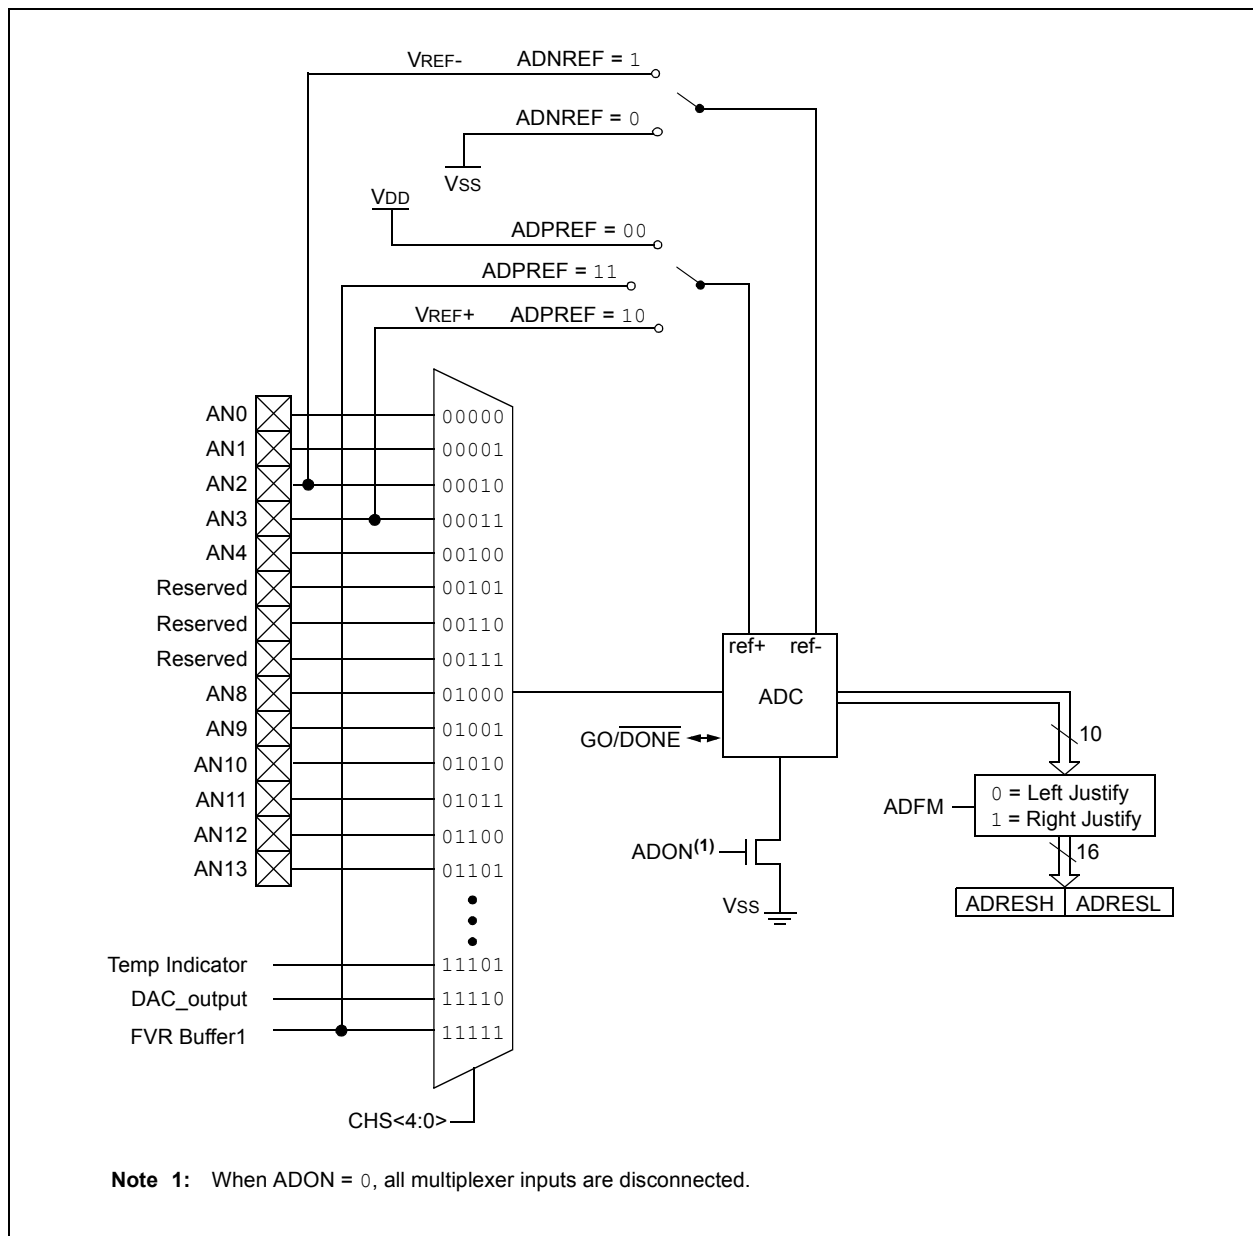 VREF- ADNREF = 1
ADNREF = 0
VSS
VDD
ADPREF = 00
ADPREF = 11
VREF+ ADPREF = 10
AN0 00000
AN1 00001
AN2 00010
AN3 00011
AN4 00100
Reserved 00101
Reserved 00110
Reserved 00111
ref+ ref-
AN8 01000 ADC
AN9 01001 GO/DONE 10
AN10 01010
AN11 01011 ADFM 0 = Left Justify
1 = Right Justify
AN12 01100
ADON(1) 16
AN13 01101
VSS ADRESH ADRESL
Temp Indicator 11101
DAC_output 11110
FVR Buffer1 11111
CHS<4:0>
Note 1: When ADON = 0, all multiplexer inputs are disconnected.